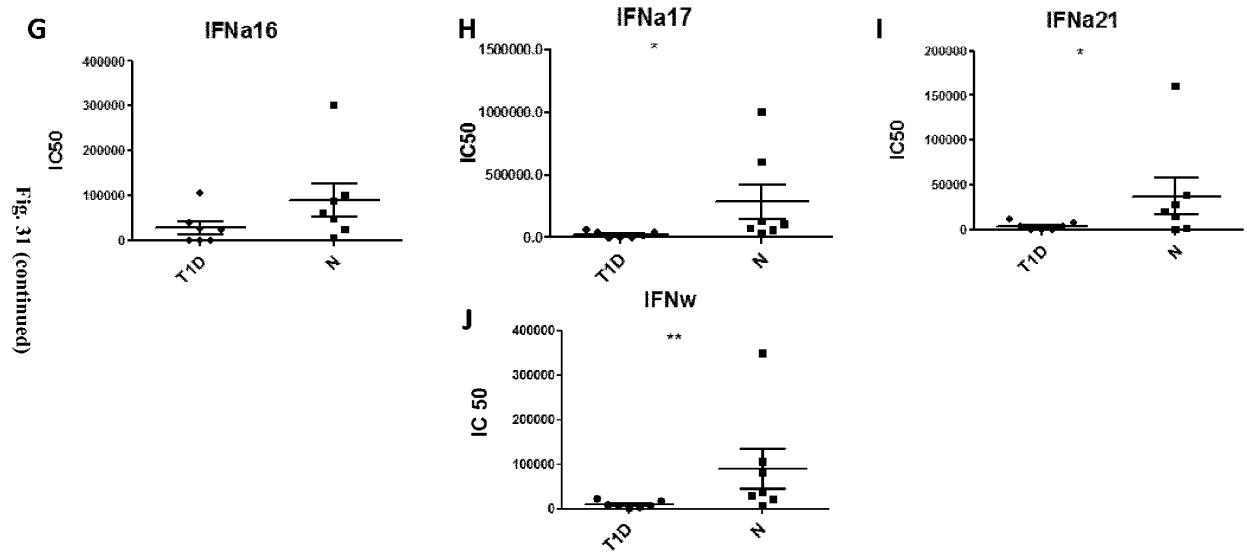 Fig. 31 (continued)
G
IFNa16
IC50
400000
300000
200000
100000
0
T1D
N
H
IFNa17
*
IC50
1500000.0
1000000.0
500000.0
0.0
T1D
N
I
IFNa21
*
IC50
200000
150000
100000
50000
0
T1D
N
J
IFNw
**
IC 50
400000
300000
200000
100000
0
T1D
N